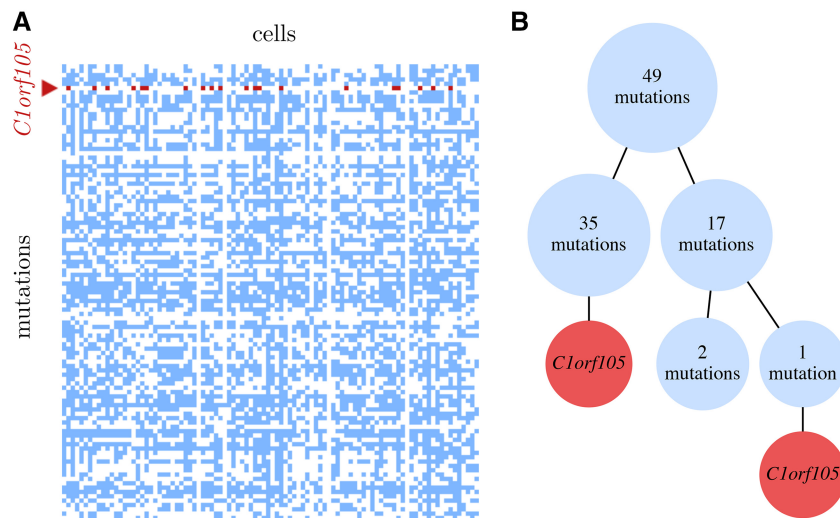 A
cells
C1orf105
mutations
B
49
mutations
35
mutations
17
mutations
C1orf105
2
mutations
1
mutation
C1orf105